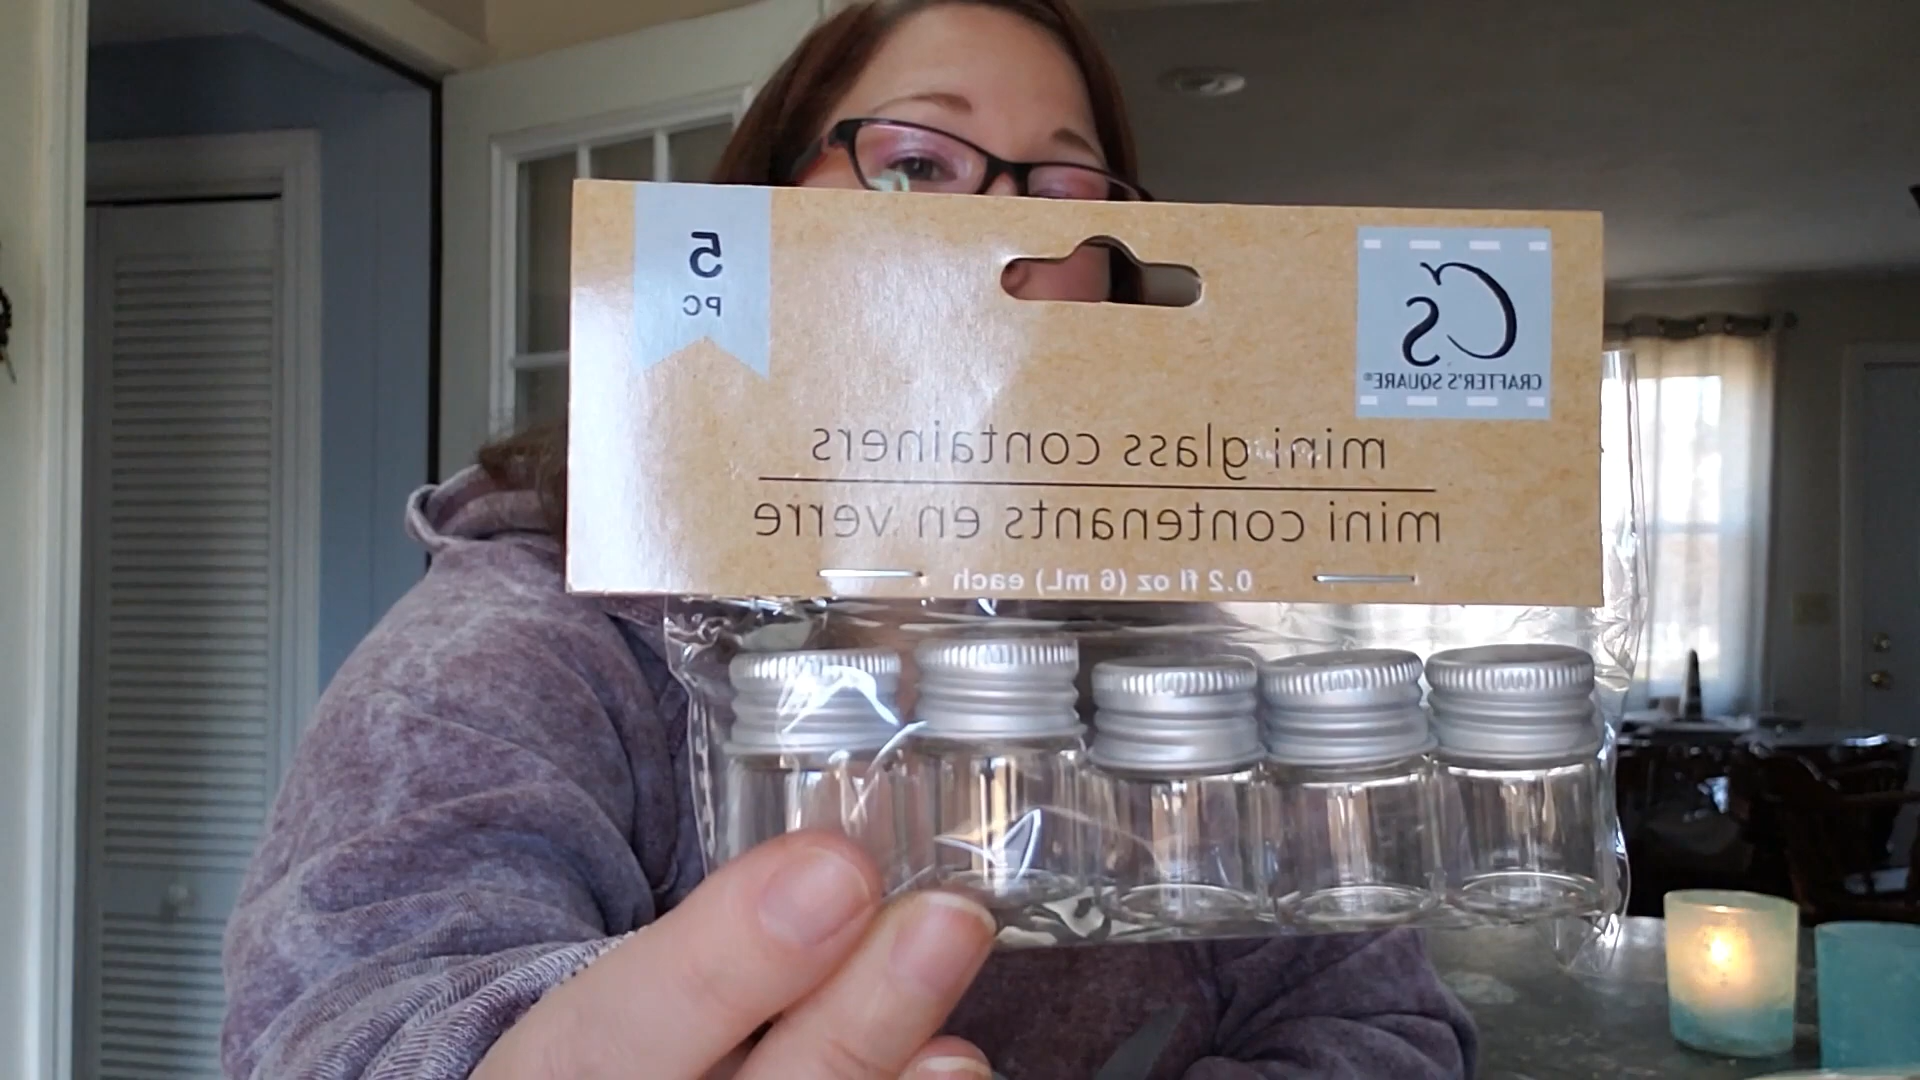 5
PC
Cs
CRAFTER'S SQUARE®
mini glass containers
mini contenants en verre
0.2 fl oz (6 mL) each